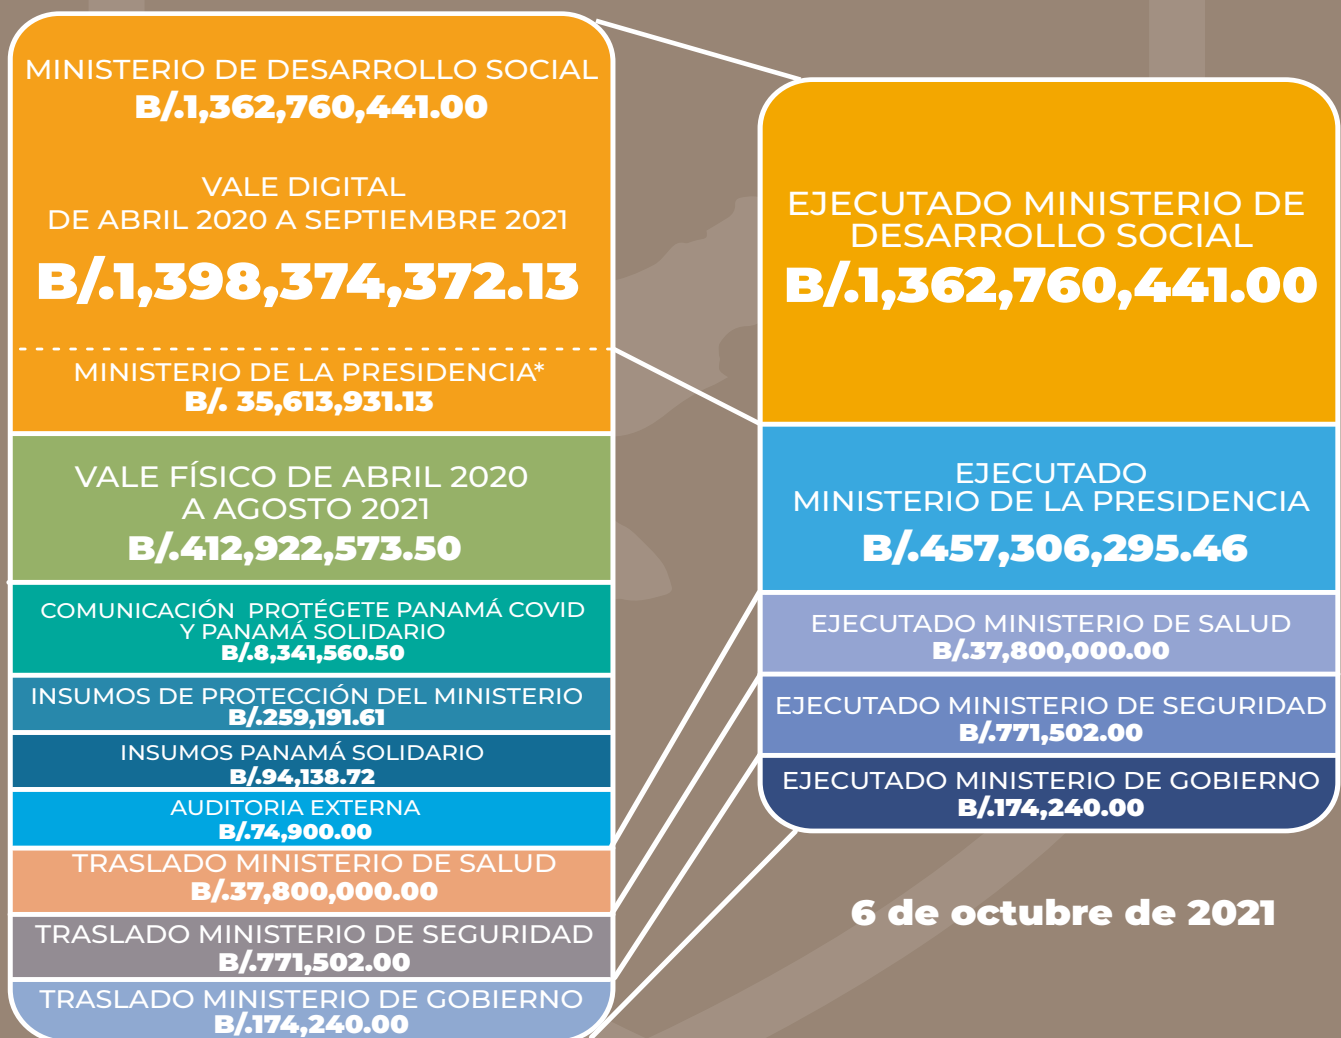 MINISTERIO DE DESARROLLO SOCIAL
B/.1,362,760,441.00
VALE DIGITAL
DE ABRIL 2020 A SEPTIEMBRE 2021
B/.1,398,374,372.13
MINISTERIO DE LA PRESIDENCIA*
B/. 35,613,931.13
VALE FÍSICO DE ABRIL 2020
A AGOSTO 2021
B/.412,922,573.50
COMUNICACIÓN PROTÉGETE PANAMÁ COVID
Y PANAMÁ SOLIDARIO
B/.8,341,560.50
INSUMOS DE PROTECCIÓN DEL MINISTERIO
B/.259,191.61
INSUMOS PANAMÁ SOLIDARIO
B/.94,138.72
AUDITORIA EXTERNA
B/.74,900.00
TRASLADO MINISTERIO DE SALUD
B/.37,800,000.00
TRASLADO MINISTERIO DE SEGURIDAD
B/.771,502.00
TRASLADO MINISTERIO DE GOBIERNO
B/.174,240.00
EJECUTADO MINISTERIO DE
DESARROLLO SOCIAL
B/.1,362,760,441.00
EJECUTADO
MINISTERIO DE LA PRESIDENCIA
B/.457,306,295.46
EJECUTADO MINISTERIO DE SALUD
B/.37,800,000.00
EJECUTADO MINISTERIO DE SEGURIDAD
B/.771,502.00
EJECUTADO MINISTERIO DE GOBIERNO
B/.174,240.00
6 de octubre de 2021